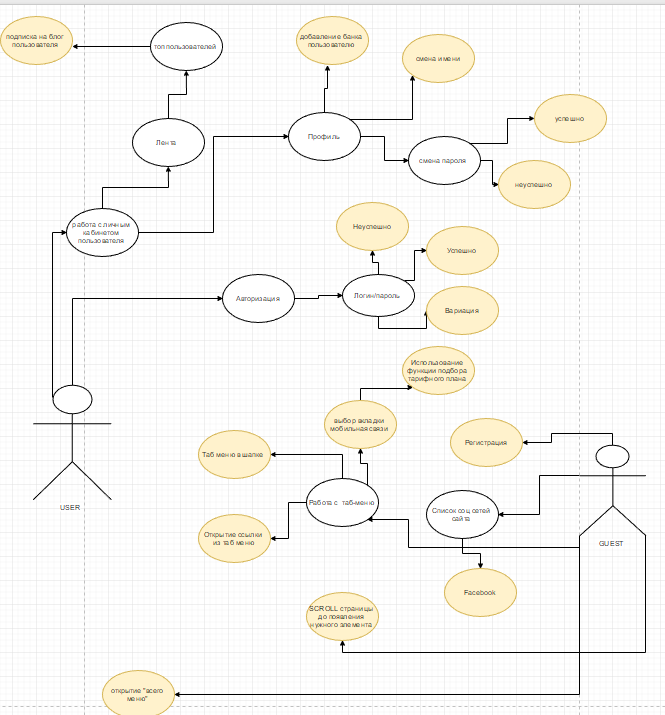 подписка на блог
пользователя
топ пользователей
добавление банка
пользователю
смена имени
успешно
Лента
Профиль
смена пароля
неуспешно
работа с личным
кабинетом
пользователя
Неуспешно
Успешно
Авторизация
Логин/пароль
Вариация
Использование
функции подбора
тарифного плана
выбор вкладки
мобильная связи
Регистрация
Таб меню в шапке
Работа с таб-меню
Список соц сетей
сайта
USER
Открытие ссылки
из таб меню
GUEST
Facebook
SCROLL страницы
до появления
нужного элемента
открытие "всего
меню"